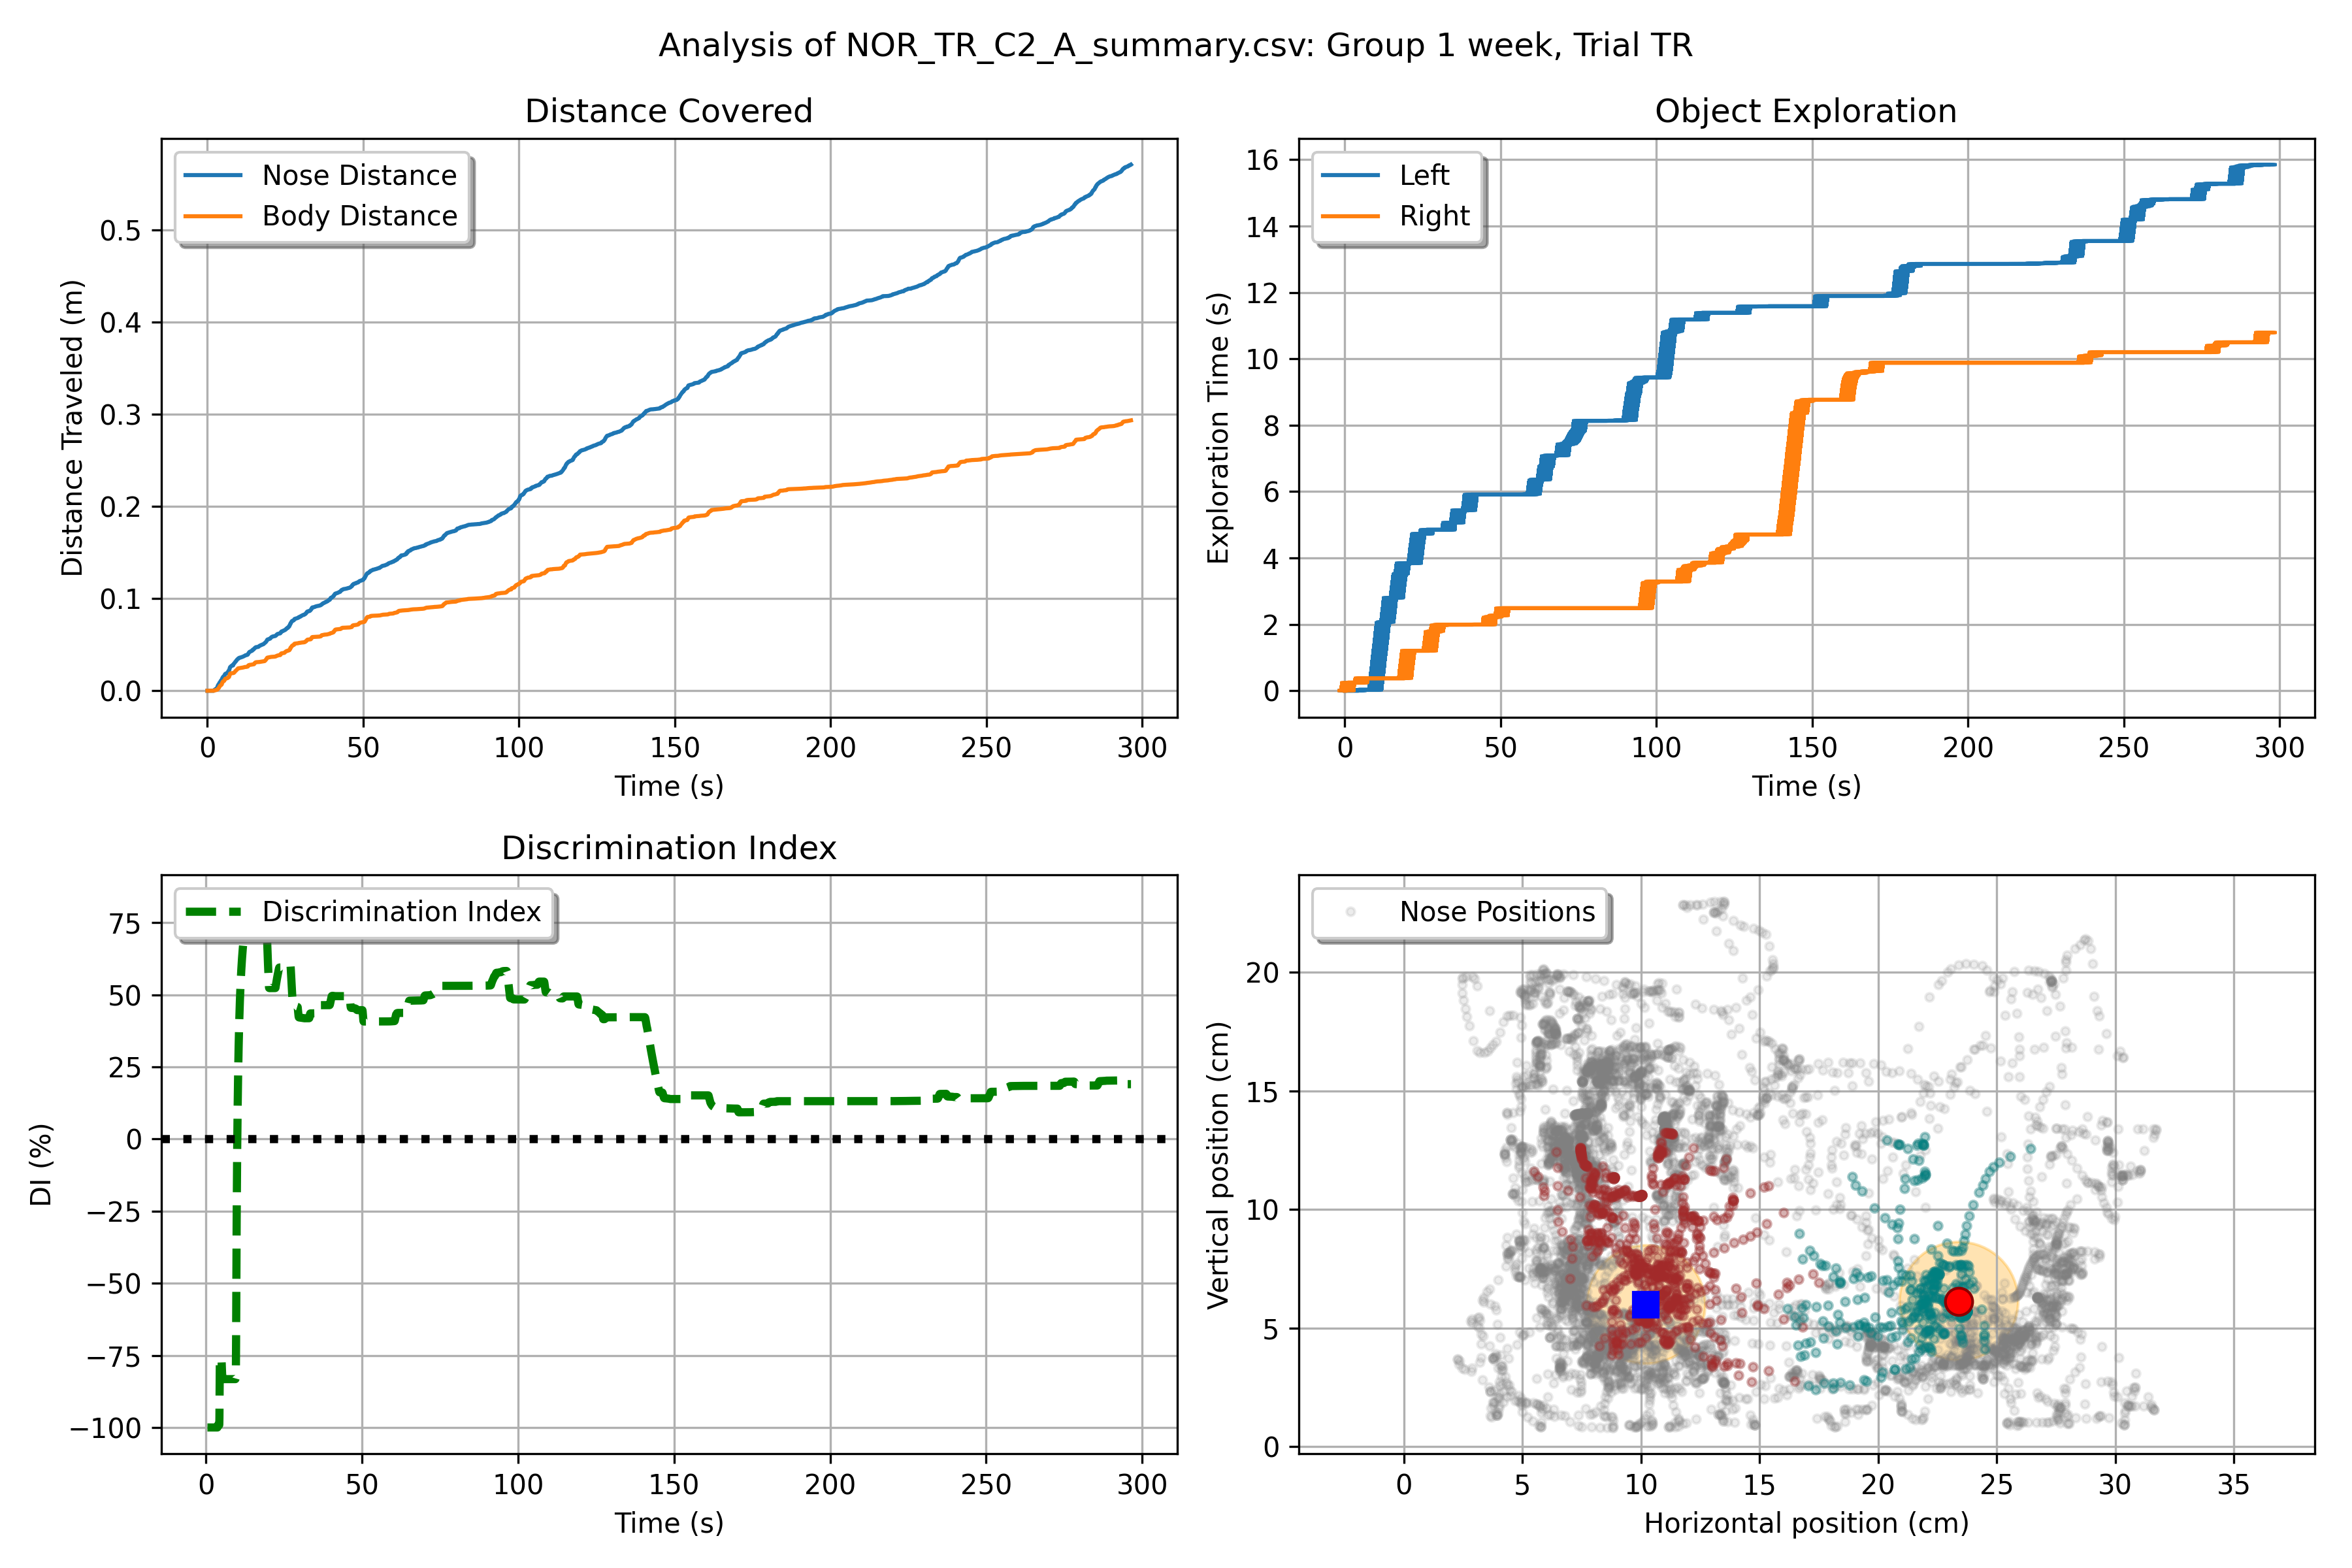 Analysis of NOR_TR_C2_A_summary.csv: Group 1 week, Trial TR
Distance Covered
Nose Distance
Body Distance
Distance Traveled (m)
0.5
0.4
0.3
0.2
0.1
0.0
0 50 100 150 200 250 300
Time (s)
Object Exploration
Left
Right
Exploration Time (s)
16
14
12
10
8
6
4
2
0
0 50 100 150 200 250 300
Time (s)
Discrimination Index
Discrimination Index
DI (%)
75
50
25
0
−25
−50
−75
−100
0 50 100 150 200 250 300
Time (s)
Nose Positions
Vertical position (cm)
20
15
10
5
0
0 5 10 15 20 25 30 35
Horizontal position (cm)